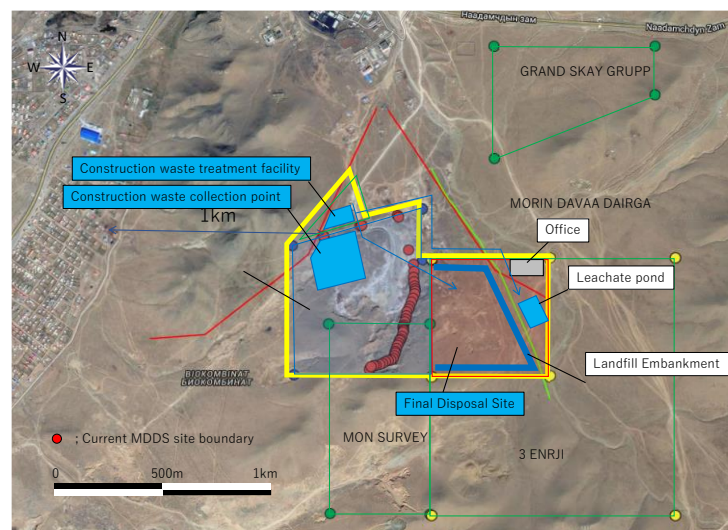 Наадамчдын зам
Naadamchdyn Zam
N
W E
S
GRAND SKAY GRUPP
Construction waste treatment facility
Construction waste collection point
1km
MORIN DAVAA DAIRGA
Office
Leachate pond
Landfill Embankment
BIOKOMBINAT
БИОКОМБИНАТ
Final Disposal Site
; Current MDDS site boundary
MON SURVEY
3 ENRJI
0 500m 1km